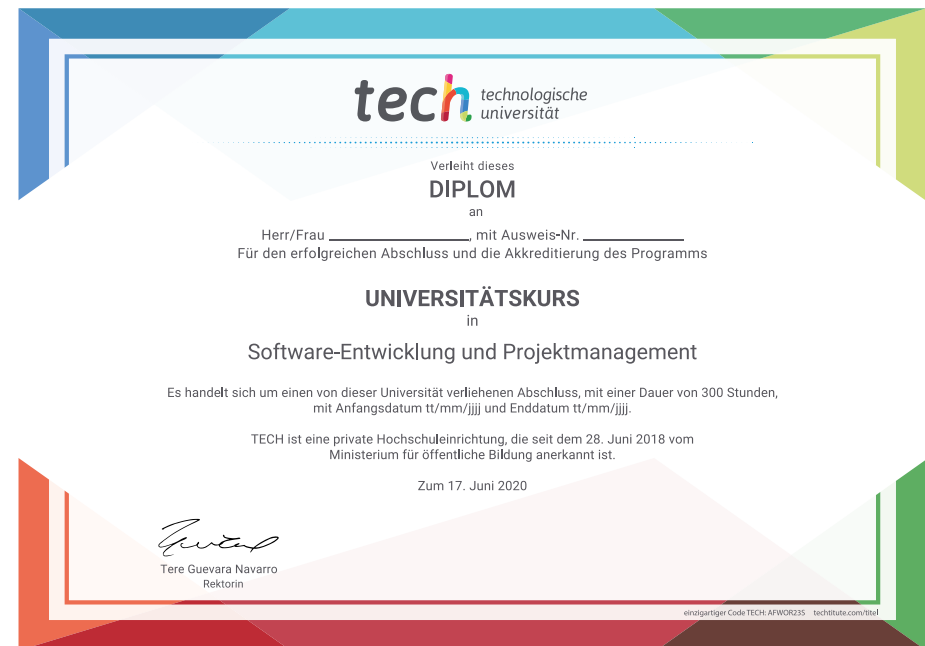 tech technologische
universität
Verleiht dieses
DIPLOM
an
Herr/Frau ____________________, mit Ausweis-Nr. ______________
Für den erfolgreichen Abschluss und die Akkreditierung des Programms
UNIVERSITÄTSKURS
in
Software-Entwicklung und Projektmanagement
Es handelt sich um einen von dieser Universität verliehenen Abschluss, mit einer Dauer von 300 Stunden,
mit Anfangsdatum tt/mm/jjjj und Enddatum tt/mm/jjjj.
TECH ist eine private Hochschuleinrichtung, die seit dem 28. Juni 2018 vom
Ministerium für öffentliche Bildung anerkannt ist.
Zum 17. Juni 2020
Tere Guevara Navarro
Rektorin
einzigartiger Code TECH: AFWOR23S techtitute.com/titel